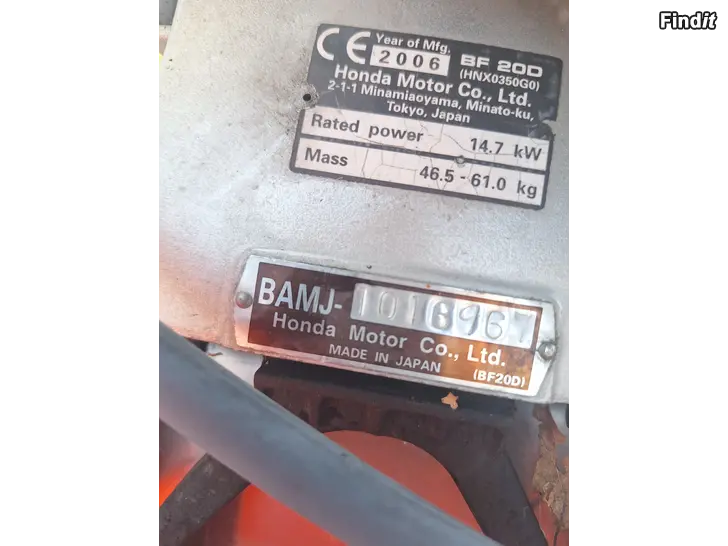 Findit
CE Year of Mfg.
2006 BF 20D
(HNX0350G0)
Honda Motor Co., Ltd.
2-1-1 Minamiaoyama, Minato-ku,
Tokyo, Japan
Rated power 14.7 kW
Mass 46.5 - 61.0 kg
BAMJ-1018967
Honda Motor Co., Ltd.
MADE IN JAPAN (BF20D)